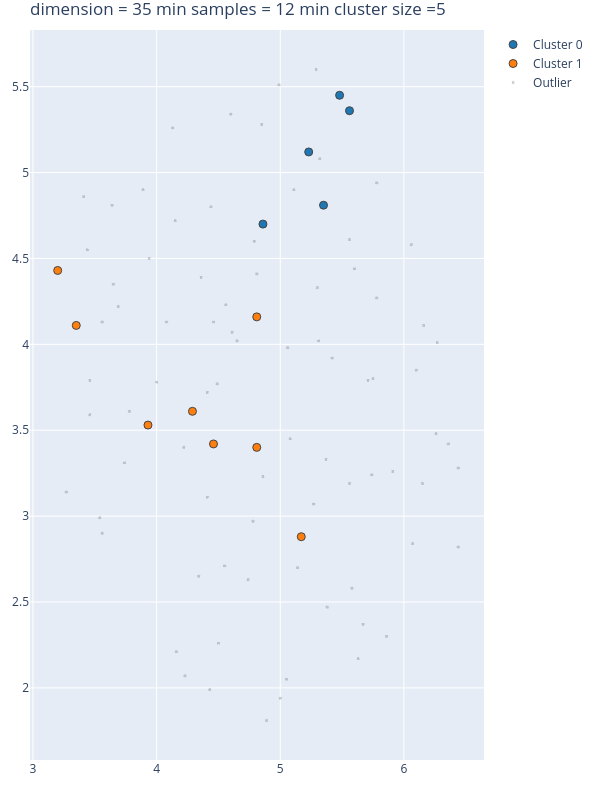 dimension = 35 min samples = 12 min cluster size =5
Cluster 0
Cluster 1
Outlier
5.5
5
4.5
4
3.5
3
2.5
2
3 4 5 6